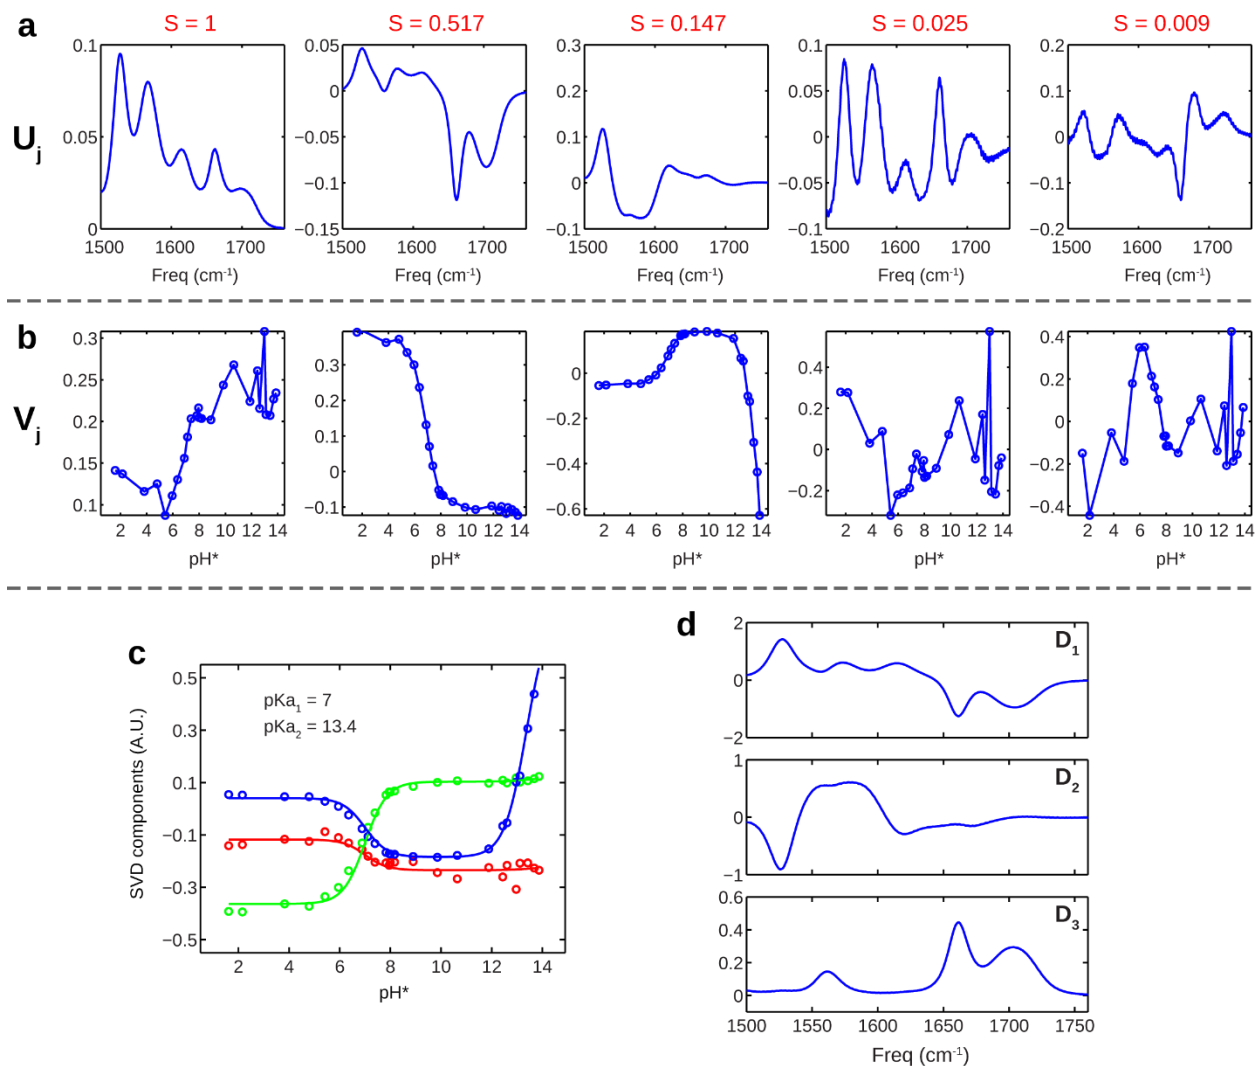 a
S = 1
S = 0.517
S = 0.147
S = 0.025
S = 0.009
U_j
0.1
0.05
0
1500 1600 1700
Freq (cm⁻¹)
0.05
0
−0.05
−0.1
−0.15
1500 1600 1700
Freq (cm⁻¹)
0.3
0.2
0.1
0
−0.1
1500 1600 1700
Freq (cm⁻¹)
0.1
0.05
0
−0.05
−0.1
1500 1600 1700
Freq (cm⁻¹)
0.2
0.1
0
−0.1
−0.2
1500 1600 1700
Freq (cm⁻¹)
b
V_j
0.3
0.25
0.2
0.15
0.1
2 4 6 8 10 12 14
pH*
0.3
0.2
0.1
0
−0.1
2 4 6 8 10 12 14
pH*
0
−0.2
−0.4
−0.6
2 4 6 8 10 12 14
pH*
0.4
0.2
0
−0.2
2 4 6 8 10 12 14
pH*
0.4
0.2
0
−0.2
−0.4
2 4 6 8 10 12 14
pH*
c
SVD components (A.U.)
pKa₁ = 7
pKa₂ = 13.4
0.5
0.3
0.1
−0.1
−0.3
−0.5
2 4 6 8 10 12 14
pH*
d
D₁
2
0
−2
D₂
1
0
−1
D₃
0.6
0.4
0.2
0
1500 1550 1600 1650 1700 1750
Freq (cm⁻¹)